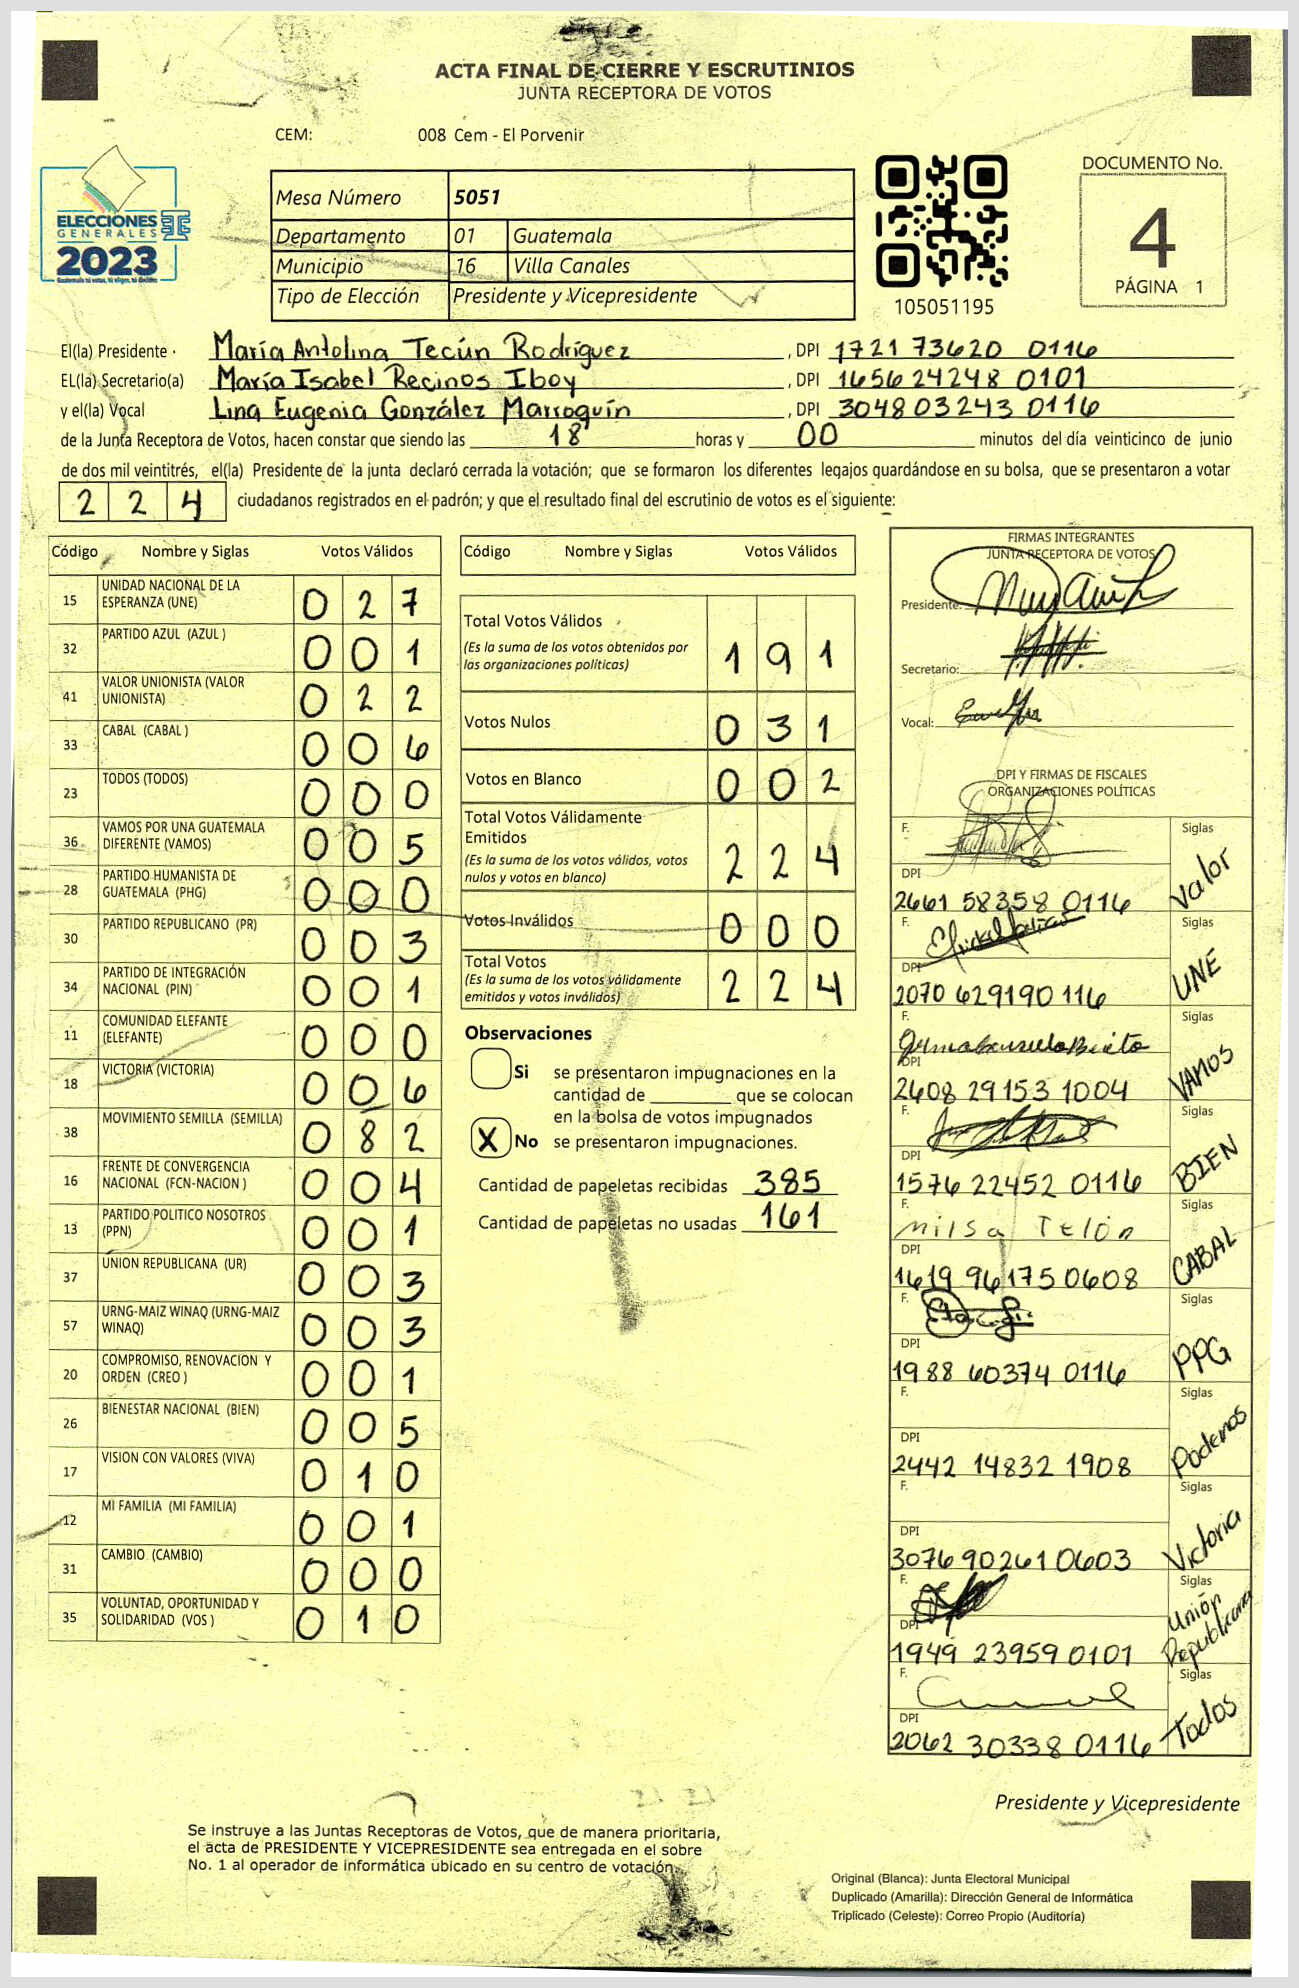 ACTA FINAL DE CIERRE Y ESCRUTINIOS
JUNTA RECEPTORA DE VOTOS
CEM: 008 Cem - El Porvenir
ELECCIONES
GENERALES
2023
Mesa Número 5051
Departamento 01 Guatemala
Municipio 16 Villa Canales
Tipo de Elección Presidente y Vicepresidente
105051195
DOCUMENTO No.
4
PÁGINA 1
El(la) Presidente María Antolina Tecún Rodríguez, DPI 1721 73620 0116
EL(la) Secretario(a) María Isabel Recinos Iboy, DPI 1656 24248 0101
y el(la) Vocal Lina Eugenia González Marroquín, DPI 3048 03243 0116
de la Junta Receptora de Votos, hacen constar que siendo las 18 horas y 00 minutos del día veinticinco de junio
de dos mil veintitrés, el(la) Presidente de la junta declaró cerrada la votación; que se formaron los diferentes legajos guardándose en su bolsa, que se presentaron a votar
2 2 4 ciudadanos registrados en el padrón; y que el resultado final del escrutinio de votos es el siguiente:
Código Nombre y Siglas Votos Válidos
15 UNIDAD NACIONAL DE LA ESPERANZA (UNE) 0 2 7
32 PARTIDO AZUL (AZUL ) 0 0 1
41 VALOR UNIONISTA (VALOR UNIONISTA) 0 2 2
33 CABAL (CABAL ) 0 0 6
23 TODOS (TODOS) 0 0 0
36 VAMOS POR UNA GUATEMALA DIFERENTE (VAMOS) 0 0 5
28 PARTIDO HUMANISTA DE GUATEMALA (PHG) 0 0 0
30 PARTIDO REPUBLICANO (PR) 0 0 3
34 PARTIDO DE INTEGRACIÓN NACIONAL (PIN) 0 0 1
11 COMUNIDAD ELEFANTE (ELEFANTE) 0 0 0
18 VICTORIA (VICTORIA) 0 0 6
38 MOVIMIENTO SEMILLA (SEMILLA) 0 8 2
16 FRENTE DE CONVERGENCIA NACIONAL (FCN-NACION ) 0 0 4
13 PARTIDO POLITICO NOSOTROS (PPN) 0 0 1
37 UNION REPUBLICANA (UR) 0 0 3
57 URNG-MAIZ WINAQ (URNG-MAIZ WINAQ) 0 0 3
20 COMPROMISO, RENOVACION Y ORDEN (CREO ) 0 0 1
26 BIENESTAR NACIONAL (BIEN) 0 0 5
17 VISION CON VALORES (VIVA) 0 1 0
12 MI FAMILIA (MI FAMILIA) 0 0 1
31 CAMBIO (CAMBIO) 0 0 0
35 VOLUNTAD, OPORTUNIDAD Y SOLIDARIDAD (VOS ) 0 1 0
Código Nombre y Siglas Votos Válidos
Total Votos Válidos
(Es la suma de los votos obtenidos por las organizaciones políticas) 1 9 1
Votos Nulos 0 3 1
Votos en Blanco 0 0 2
Total Votos Válidamente Emitidos
(Es la suma de los votos válidos, votos nulos y votos en blanco) 2 2 4
Votos Inválidos 0 0 0
Total Votos
(Es la suma de los votos válidamente emitidos y votos inválidos) 2 2 4
Observaciones
Si se presentaron impugnaciones en la
cantidad de ________ que se colocan
en la bolsa de votos impugnados
X No se presentaron impugnaciones.
Cantidad de papeletas recibidas 385
Cantidad de papeletas no usadas 161
FIRMAS INTEGRANTES
JUNTA RECEPTORA DE VOTOS
Presidente:
Secretario:
Vocal:
DPI Y FIRMAS DE FISCALES
ORGANIZACIONES POLÍTICAS
F. Siglas
DPI
2661 58358 0116 Valor
F. Siglas
DPI
2070 62919 0116 UNE
F. Siglas
DPI
2608 29153 1004 VAMOS
F. Siglas
DPI
1576 22452 0116 BIEN
F. Milsa Telón Siglas
DPI
1619 96175 0608 CABAL
F. Siglas
DPI
1988 60374 0116 PPG
F. Siglas
DPI
2442 14832 1908 Podemos
F. Siglas
DPI
3076 90261 0603 Victoria
F. Siglas
DPI
1949 23959 0101 Unión Republicana
F. Siglas
DPI
2062 30338 0116 Todos
Presidente y Vicepresidente
Se instruye a las Juntas Receptoras de Votos, que de manera prioritaria,
el acta de PRESIDENTE Y VICEPRESIDENTE sea entregada en el sobre
No. 1 al operador de informática ubicado en su centro de votación.
Original (Blanca): Junta Electoral Municipal
Duplicado (Amarilla): Dirección General de Informática
Triplicado (Celeste): Correo Propio (Auditoría)